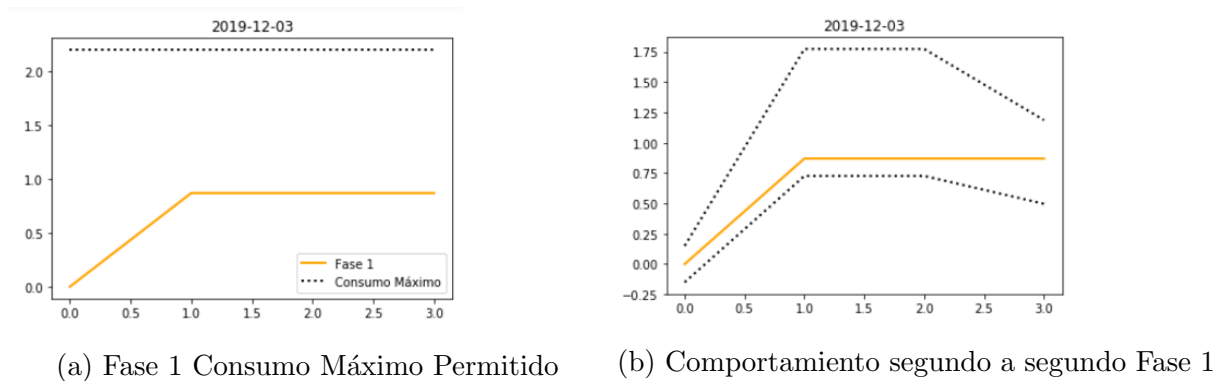 2019-12-03
2.0
1.5
1.0
0.5
0.0
0.0 0.5 1.0 1.5 2.0 2.5 3.0
Fase 1
Consumo Máximo
(a) Fase 1 Consumo Máximo Permitido
2019-12-03
1.75
1.50
1.25
1.00
0.75
0.50
0.25
0.00
−0.25
0.0 0.5 1.0 1.5 2.0 2.5 3.0
(b) Comportamiento segundo a segundo Fase 1